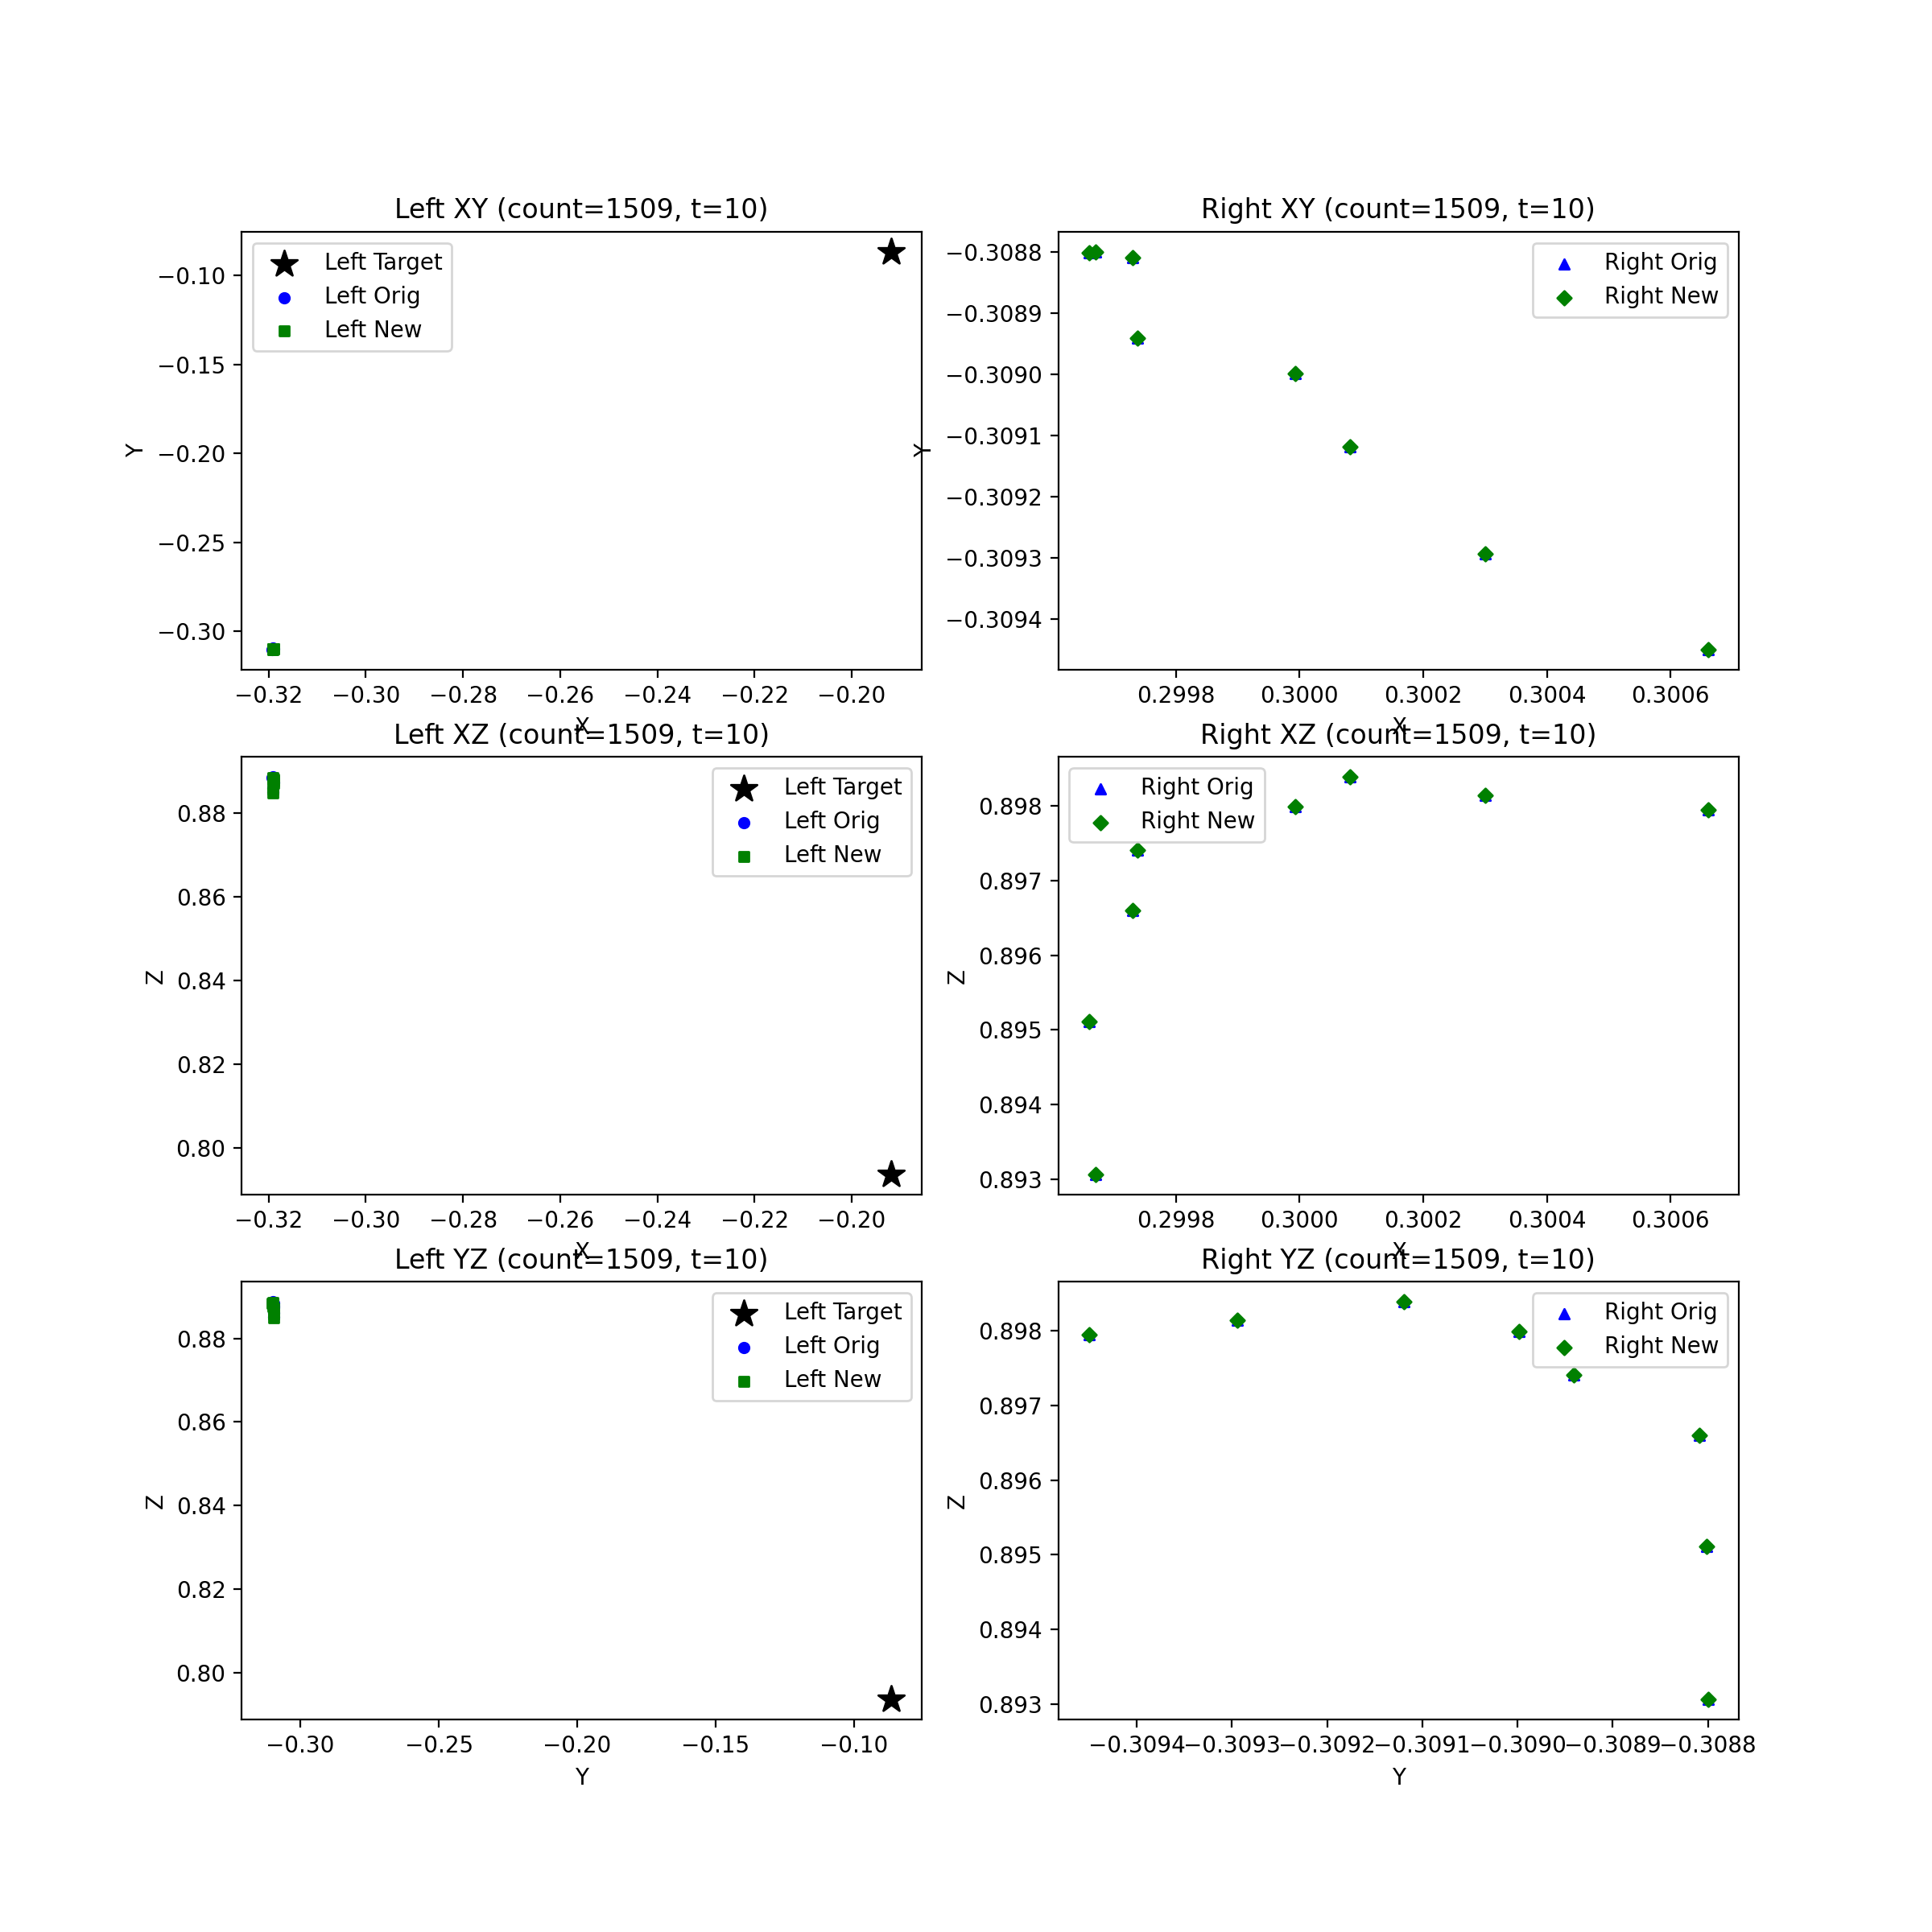 Left XY (count=1509, t=10)
Left Target
Left Orig
Left New
−0.10
−0.15
−0.20
−0.25
−0.30
Y
−0.32 −0.30 −0.28 −0.26 −0.24 −0.22 −0.20
X
Right XY (count=1509, t=10)
Right Orig
Right New
−0.3088
−0.3089
−0.3090
−0.3091
−0.3092
−0.3093
−0.3094
Y
0.2998 0.3000 0.3002 0.3004 0.3006
X
Left XZ (count=1509, t=10)
Left Target
Left Orig
Left New
0.88
0.86
0.84
0.82
0.80
Z
−0.32 −0.30 −0.28 −0.26 −0.24 −0.22 −0.20
X
Right XZ (count=1509, t=10)
Right Orig
Right New
0.898
0.897
0.896
0.895
0.894
0.893
Z
0.2998 0.3000 0.3002 0.3004 0.3006
X
Left YZ (count=1509, t=10)
Left Target
Left Orig
Left New
0.88
0.86
0.84
0.82
0.80
Z
−0.30 −0.25 −0.20 −0.15 −0.10
Y
Right YZ (count=1509, t=10)
Right Orig
Right New
0.898
0.897
0.896
0.895
0.894
0.893
Z
−0.3094 −0.3093 −0.3092 −0.3091 −0.3090 −0.3089 −0.3088
Y